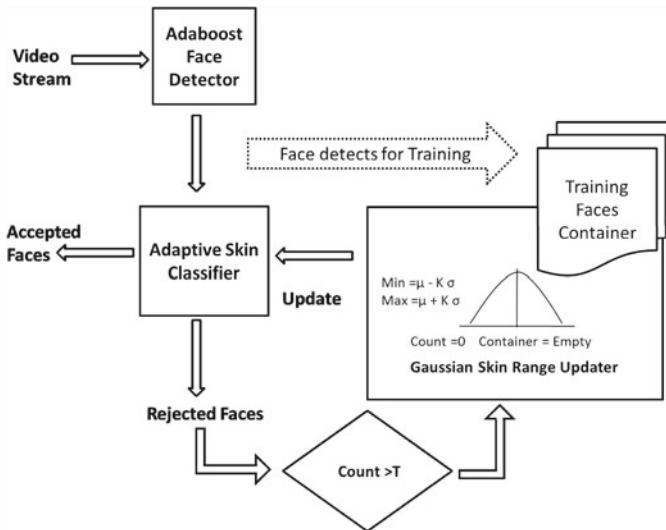 Video
Stream
Adaboost
Face
Detector
Face detects for Training
Training
Faces
Container
Accepted
Faces
Adaptive Skin
Classifier
Update
Min =μ - K σ
Max =μ + K σ
Count =0 Container = Empty
Gaussian Skin Range Updater
Rejected Faces
Count >T